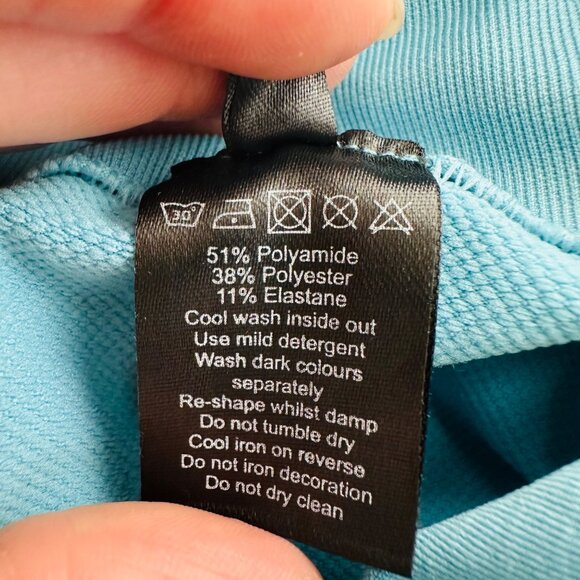 30
51% Polyamide
38% Polyester
11% Elastane
Cool wash inside out
Use mild detergent
Wash dark colours
separately
Re-shape whilst damp
Do not tumble dry
Cool iron on reverse
Do not iron decoration
Do not dry clean